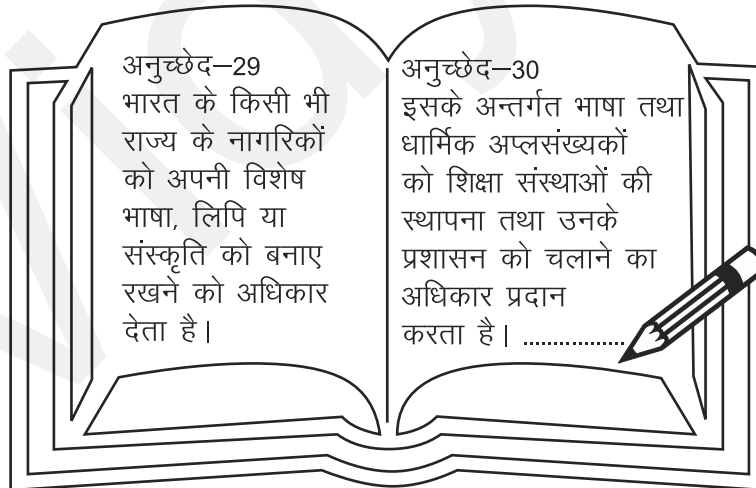 अनुच्छेद–29
भारत के किसी भी
राज्य के नागरिकों
को अपनी विशेष
भाषा, लिपि या
संस्कृति को बनाए
रखने को अधिकार
देता है।
अनुच्छेद–30
इसके अन्तर्गत भाषा तथा
धार्मिक अप्लसंख्यकों
को शिक्षा संस्थाओं की
स्थापना तथा उनके
प्रशासन को चलाने का
अधिकार प्रदान
करता है। .................